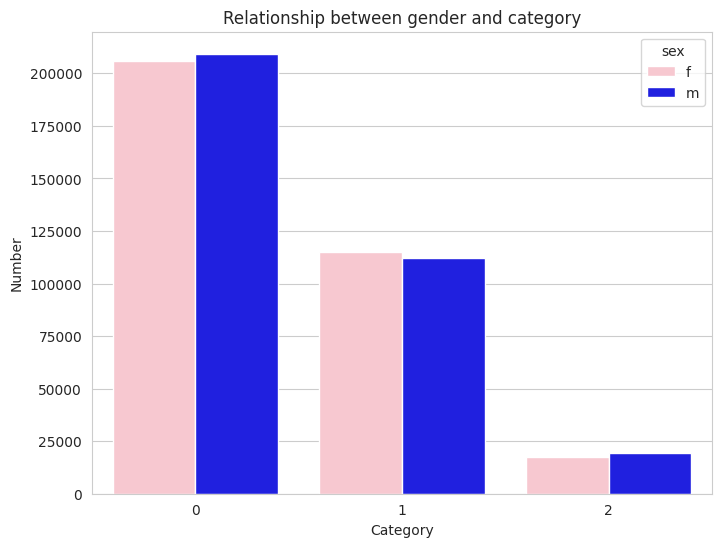 Relationship between gender and category
sex
f
m
200000
175000
150000
125000
100000
75000
50000
25000
0
Number
0 1 2
Category